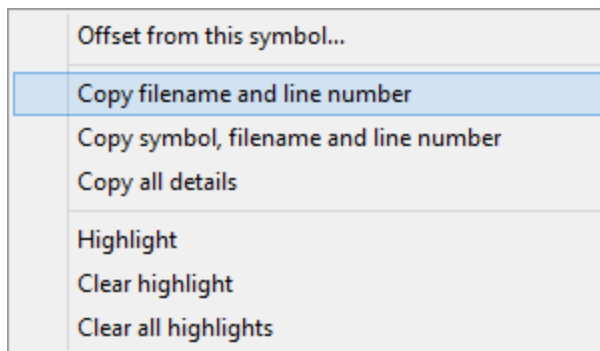 Offset from this symbol...
Copy filename and line number
Copy symbol, filename and line number
Copy all details
Highlight
Clear highlight
Clear all highlights